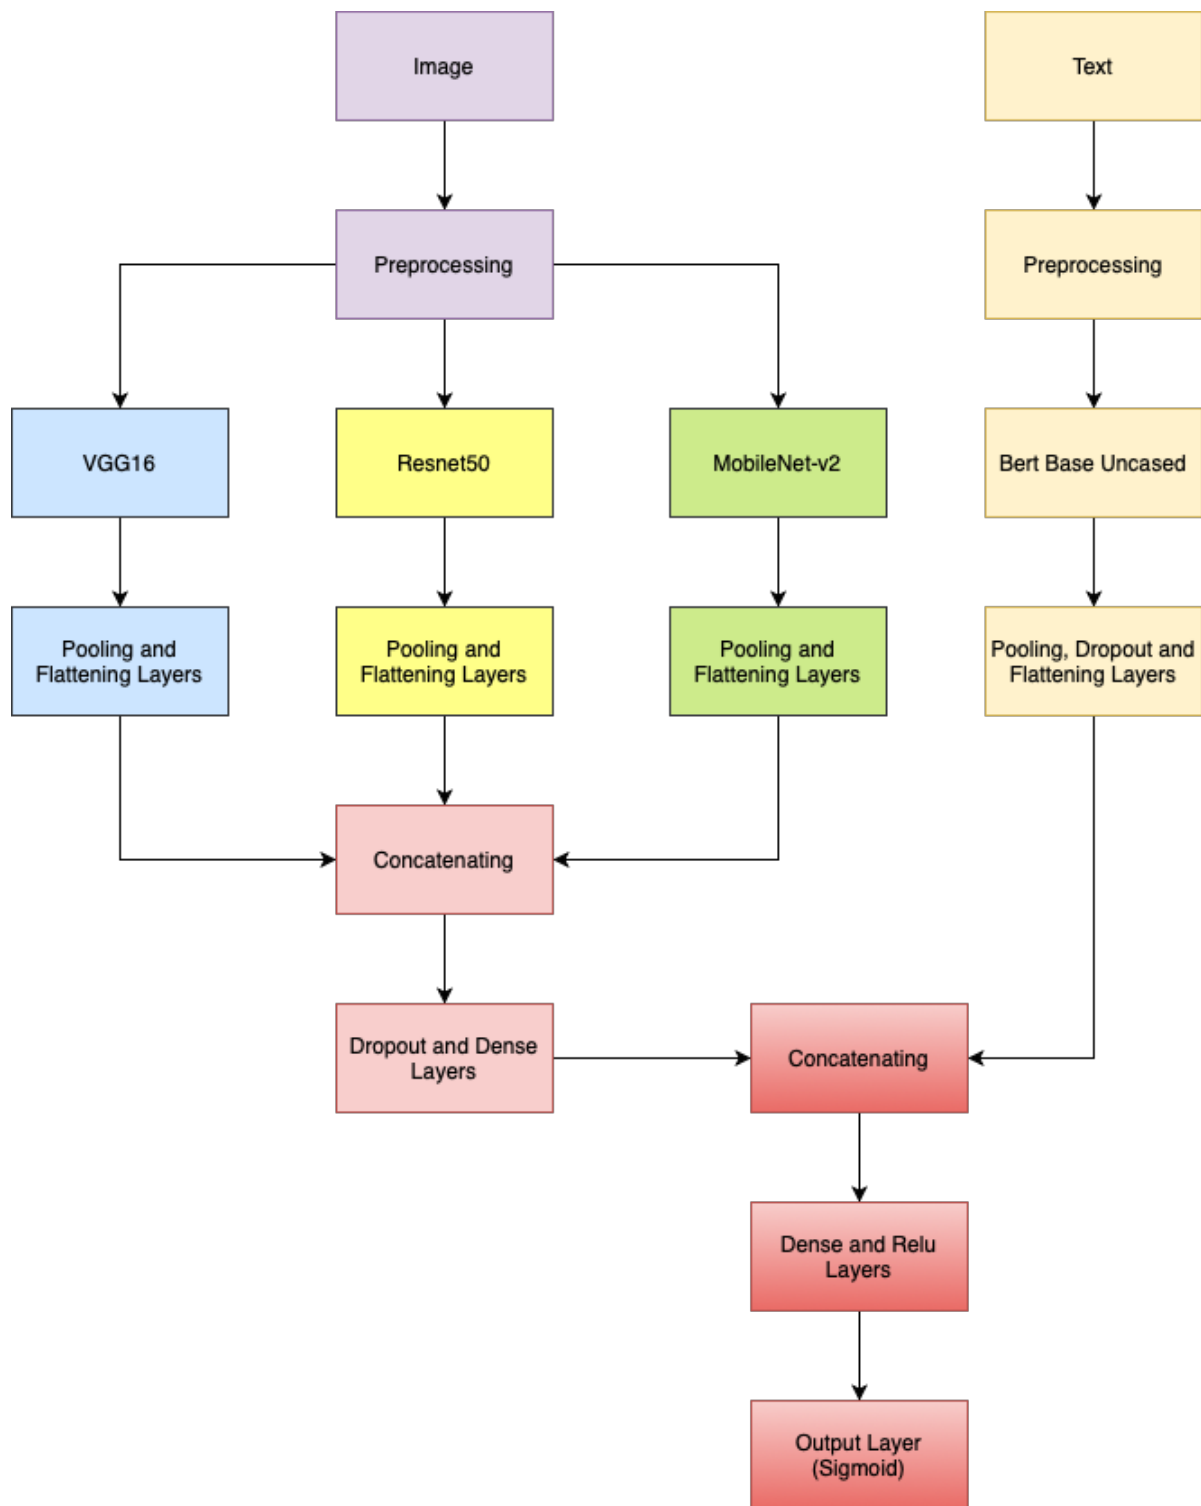 Image
Text
Preprocessing
Preprocessing
VGG16
Resnet50
MobileNet-v2
Bert Base Uncased
Pooling and
Flattening Layers
Pooling and
Flattening Layers
Pooling and
Flattening Layers
Pooling, Dropout and
Flattening Layers
Concatenating
Dropout and Dense
Layers
Concatenating
Dense and Relu
Layers
Output Layer
(Sigmoid)